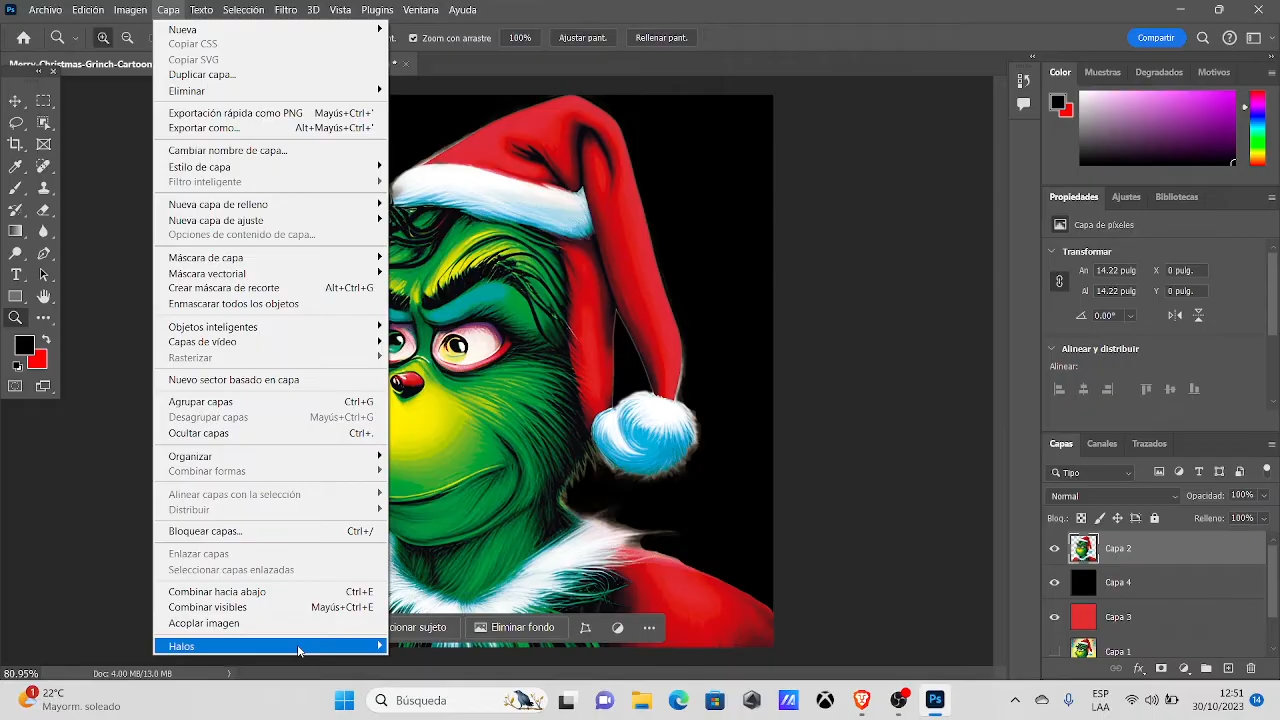 Ps Archivo Edición Imagen Capa Texto Selección Filtro 3D Vista Plugins Ventana Ayuda
Zoom con arrastre 100% Ajustar pant. Rellenar pant. Compartir
Merry-Christmas-Grinch-Cartoon
Nueva
Copiar CSS
Copiar SVG
Duplicar capa...
Eliminar
Exportación rápida como PNG Mayús+Ctrl+'
Exportar como... Alt+Mayús+Ctrl+'
Cambiar nombre de capa...
Estilo de capa
Filtro inteligente
Nueva capa de relleno
Nueva capa de ajuste
Opciones de contenido de capa...
Máscara de capa
Máscara vectorial
Crear máscara de recorte Alt+Ctrl+G
Enmascarar todos los objetos
Objetos inteligentes
Capas de vídeo
Rasterizar
Nuevo sector basado en capa
Agrupar capas Ctrl+G
Desagrupar capas Mayús+Ctrl+G
Ocultar capas Ctrl+.
Organizar
Combinar formas
Alinear capas con la selección
Distribuir
Bloquear capas... Ctrl+/
Enlazar capas
Seleccionar capas enlazadas
Combinar hacia abajo Ctrl+E
Combinar visibles Mayús+Ctrl+E
Acoplar imagen
Halos
cionar sujeto Eliminar fondo
Color Muestras Degradados Motivos
Propiedades Ajustes Bibliotecas
Capa de píxeles
Transformar
An 14.22 pulg. X 0 pulg.
Al 14.22 pulg Y 0 pulg.
0.00°
Alinear y distribuir
Alinear:
Capas Canales Trazados
Tipo
Normal Opacidad: 100%
Bloq.: Relleno: 100%
Capa 2
Capa 4
Capa 3
Capa 1
80.95% Doc: 4.00 MB/13.0 MB
1 22°C
Mayorm. soleado
Búsqueda
Ps
ESP
LAA
12:51
30/10/2023